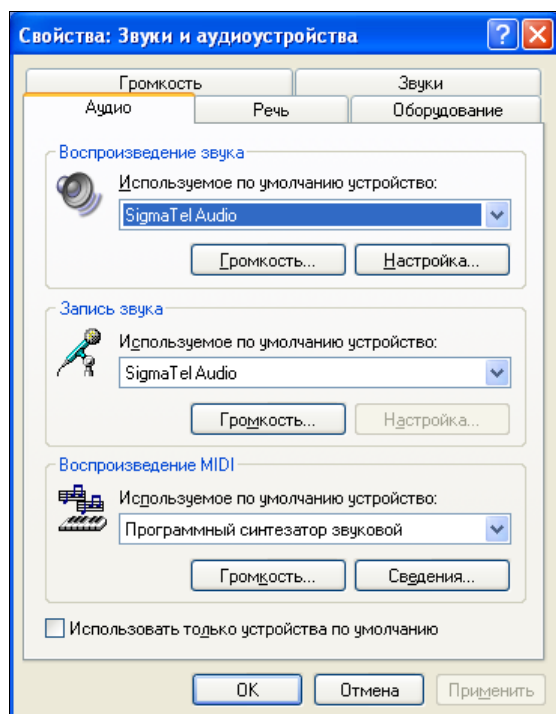 Свойства: Звуки и аудиоустройства
Громкость
Звуки
Аудио
Речь
Оборудование
Воспроизведение звука
Используемое по умолчанию устройство:
SigmaTel Audio
Громкость...
Настройка...
Запись звука
Используемое по умолчанию устройство:
SigmaTel Audio
Громкость...
Настройка...
Воспроизведение MIDI
Используемое по умолчанию устройство:
Программный синтезатор звуковой
Громкость...
Сведения...
Использовать только устройства по умолчанию
ОК
Отмена
Применить